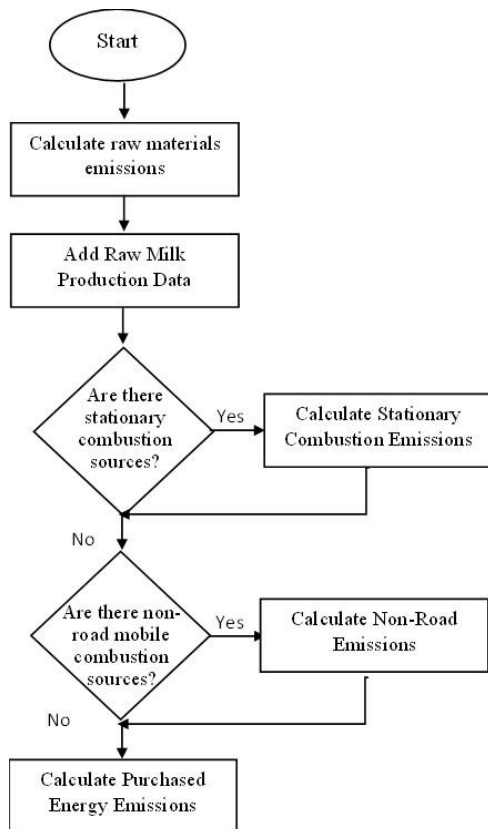 Start
Calculate raw materials
emissions
Add Raw Milk
Production Data
Are there
stationary
combustion
sources?
Yes
Calculate Stationary
Combustion Emissions
No
Are there non-
road mobile
combustion
sources?
Yes
Calculate Non-Road
Emissions
No
Calculate Purchased
Energy Emissions